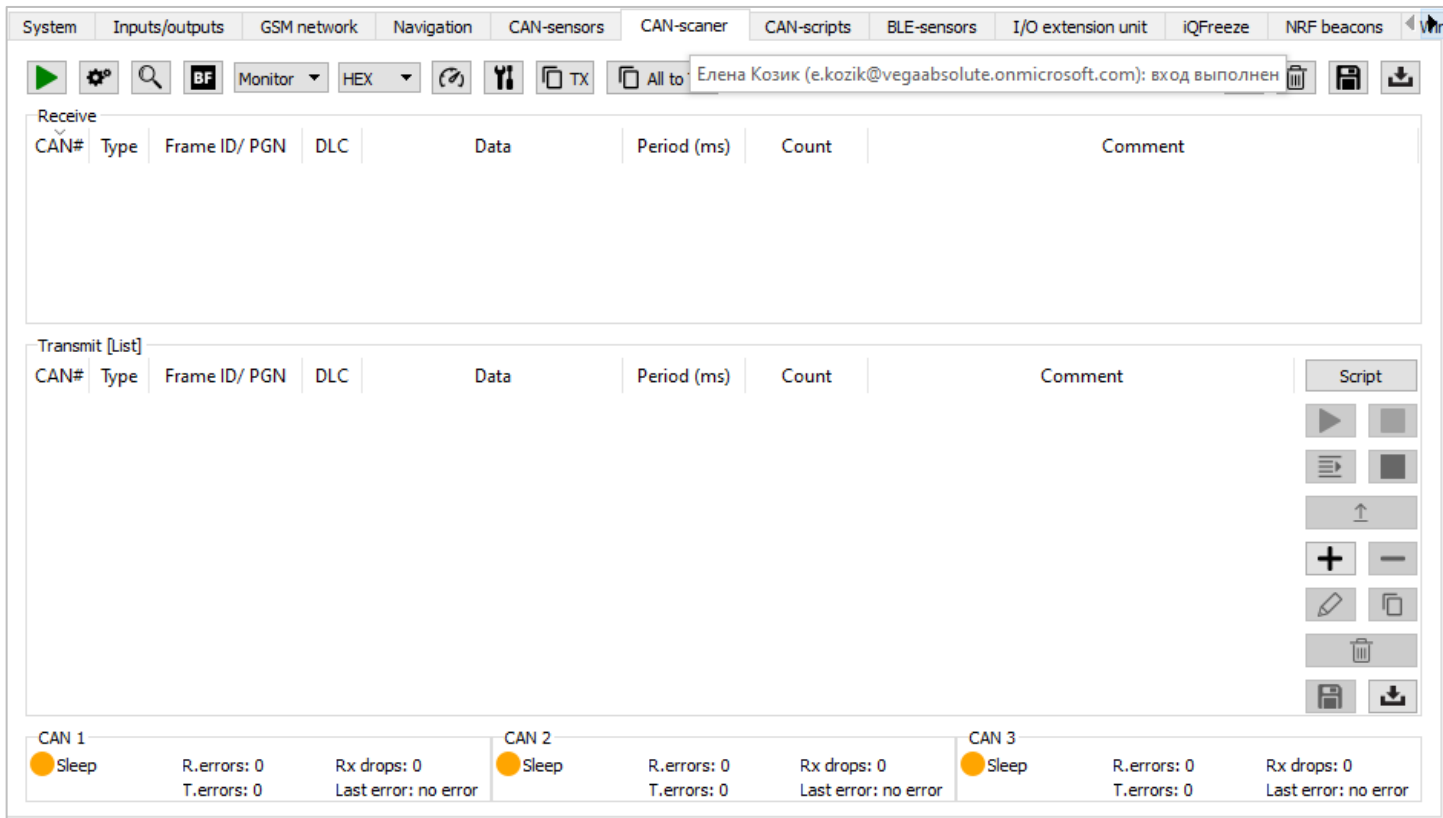 System Inputs/outputs GSM network Navigation CAN-sensors CAN-scaner CAN-scripts BLE-sensors I/O extension unit iQFreeze NRF beacons
BF Monitor HEX TX All to Елена Козик (e.kozik@vegaabsolute.onmicrosoft.com): вход выполнен
Receive
CAN# Type Frame ID/ PGN DLC Data Period (ms) Count Comment
Transmit [List]
CAN# Type Frame ID/ PGN DLC Data Period (ms) Count Comment Script
CAN 1 CAN 2 CAN 3
Sleep R.errors: 0 Rx drops: 0 Sleep R.errors: 0 Rx drops: 0 Sleep R.errors: 0 Rx drops: 0
T.errors: 0 Last error: no error T.errors: 0 Last error: no error T.errors: 0 Last error: no error